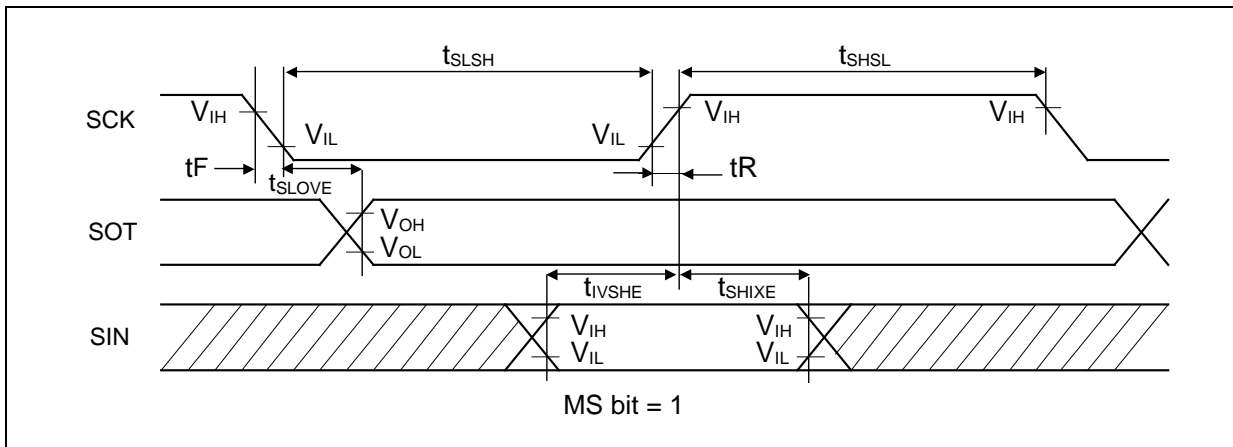 tSLSH
tSHSL
SCK
VIH
VIL
VIL
VIH
VIH
tF
tSLOVE
tR
SOT
VOH
VOL
tIVSHE
tSHIXE
SIN
VIH
VIL
VIH
VIL
MS bit = 1